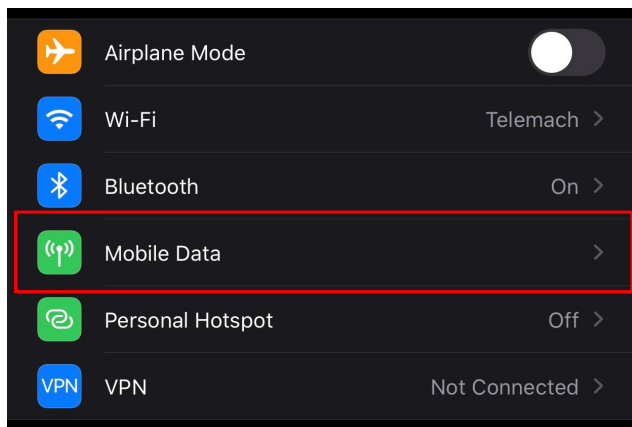 Airplane Mode
Wi-Fi Telemach
Bluetooth On
Mobile Data
Personal Hotspot Off
VPN VPN Not Connected